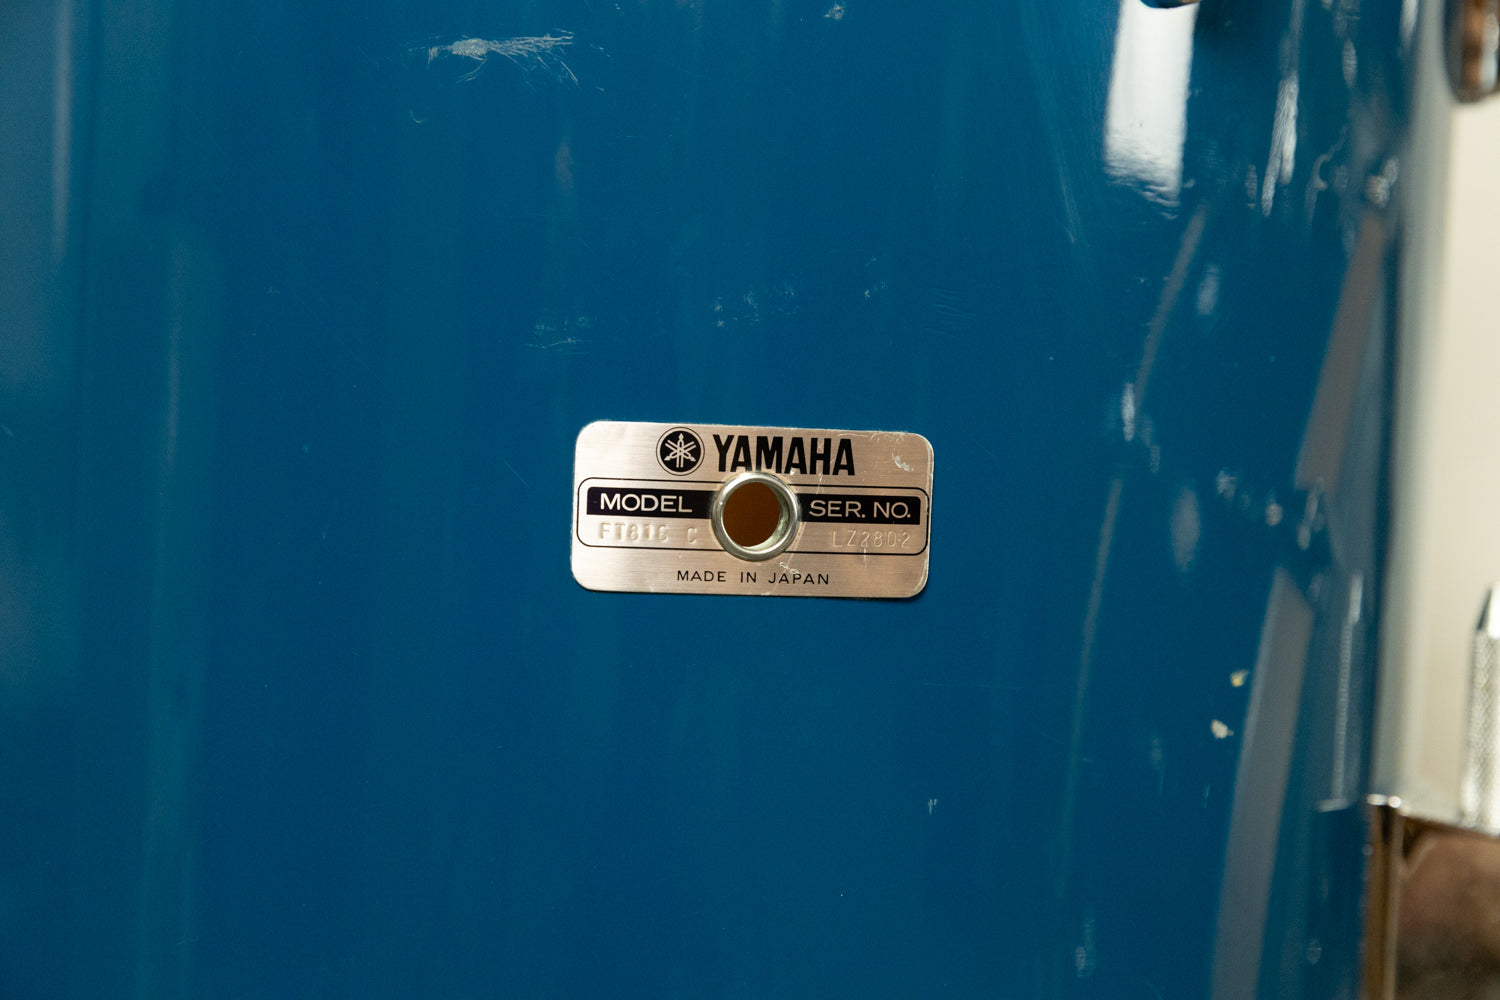 YAMAHA
MODEL SER. NO.
FT816 C LZ2802
MADE IN JAPAN